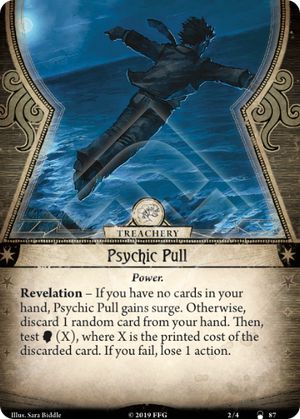 TREACHERY
Psychic Pull
Power.
Revelation – If you have no cards in your
hand, Psychic Pull gains surge. Otherwise,
discard 1 random card from your hand. Then,
test (X), where X is the printed cost of the
discarded card. If you fail, lose 1 action.
Illus. Sara Biddle © 2019 FFG 2/4 87